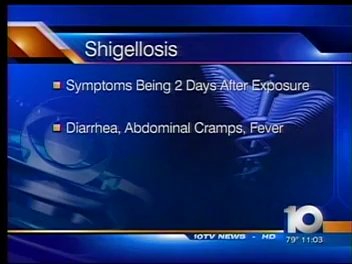 Shigellosis
Symptoms Being 2 Days After Exposure
Diarrhea, Abdominal Cramps, Fever
10
10TV NEWS - HD
79° 11:03